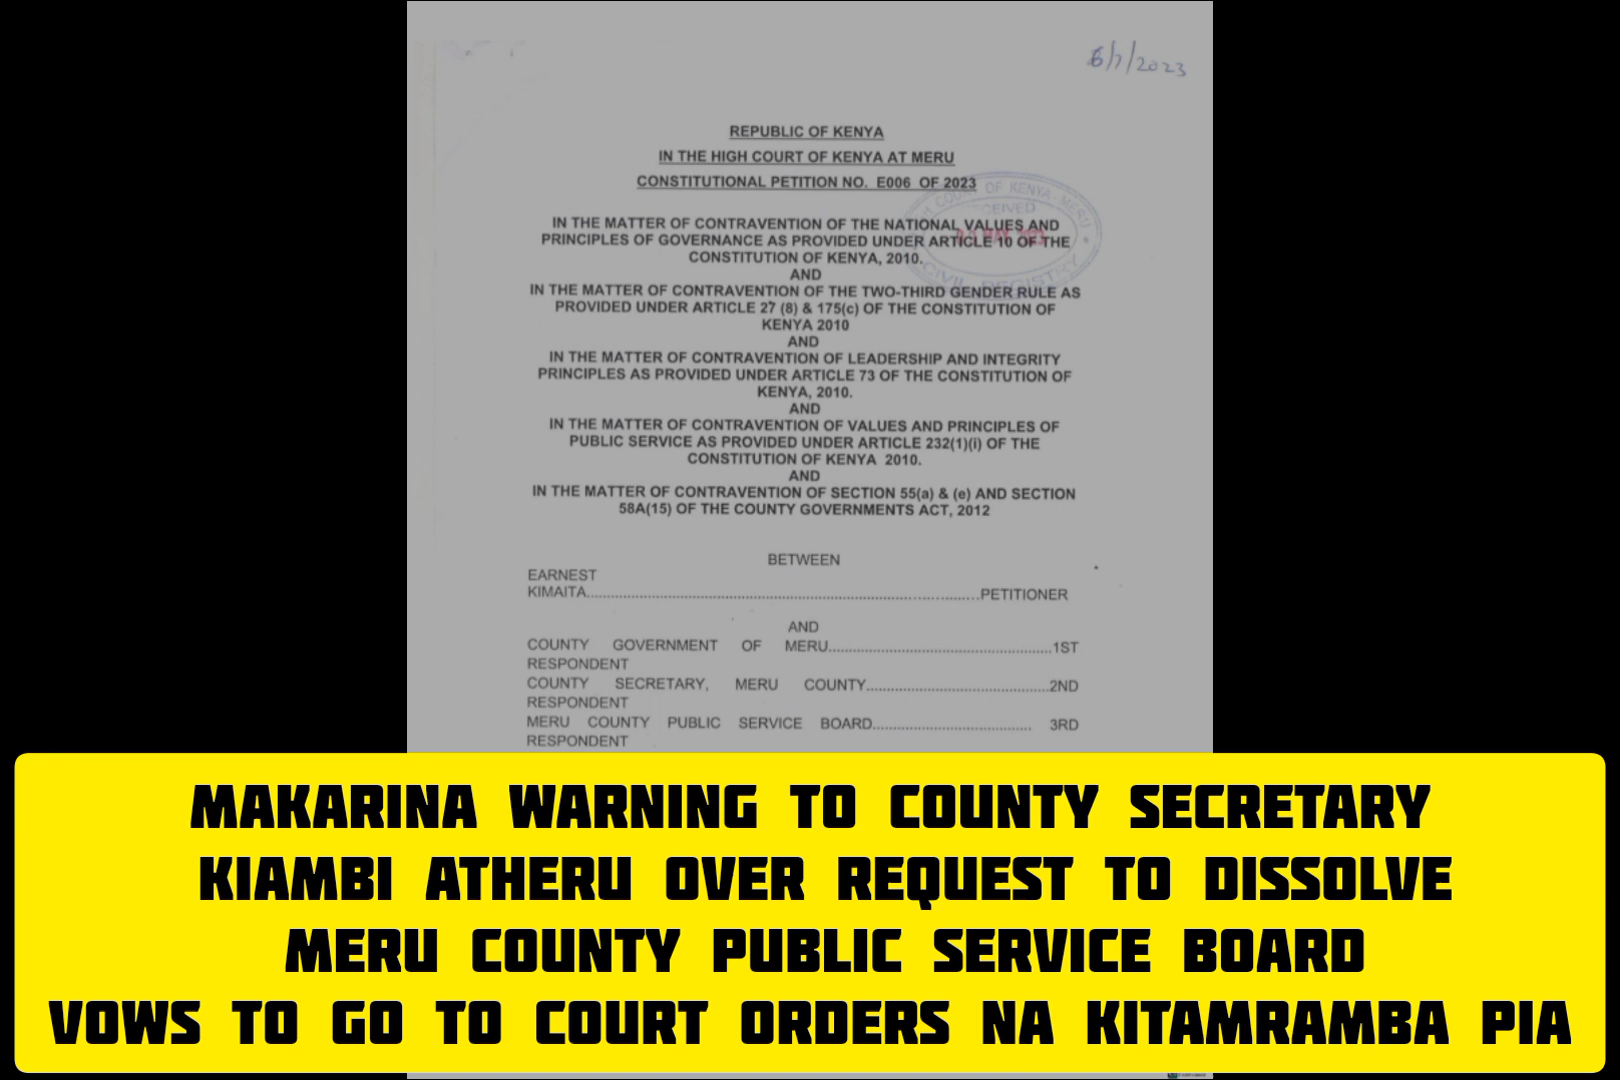 6/7/2023
REPUBLIC OF KENYA
IN THE HIGH COURT OF KENYA AT MERU
CONSTITUTIONAL PETITION NO. E006 OF 2023
COURT OF KENYA - MERU
RECEIVED
CIVIL REGISTRY
IN THE MATTER OF CONTRAVENTION OF THE NATIONAL VALUES AND
PRINCIPLES OF GOVERNANCE AS PROVIDED UNDER ARTICLE 10 OF THE
CONSTITUTION OF KENYA, 2010.
AND
IN THE MATTER OF CONTRAVENTION OF THE TWO-THIRD GENDER RULE AS
PROVIDED UNDER ARTICLE 27 (8) & 175(c) OF THE CONSTITUTION OF
KENYA 2010
AND
IN THE MATTER OF CONTRAVENTION OF LEADERSHIP AND INTEGRITY
PRINCIPLES AS PROVIDED UNDER ARTICLE 73 OF THE CONSTITUTION OF
KENYA, 2010.
AND
IN THE MATTER OF CONTRAVENTION OF VALUES AND PRINCIPLES OF
PUBLIC SERVICE AS PROVIDED UNDER ARTICLE 232(1)(i) OF THE
CONSTITUTION OF KENYA 2010.
AND
IN THE MATTER OF CONTRAVENTION OF SECTION 55(a) & (e) AND SECTION
58A(15) OF THE COUNTY GOVERNMENTS ACT, 2012
BETWEEN
EARNEST
KIMAITA..........................................................................................PETITIONER
AND
COUNTY GOVERNMENT OF MERU......................................................1ST
RESPONDENT
COUNTY SECRETARY, MERU COUNTY.............................................2ND
RESPONDENT
MERU COUNTY PUBLIC SERVICE BOARD....................................... 3RD
RESPONDENT
MAKARINA WARNING TO COUNTY SECRETARY
KIAMBI ATHERU OVER REQUEST TO DISSOLVE
MERU COUNTY PUBLIC SERVICE BOARD
VOWS TO GO TO COURT ORDERS NA KITAMRAMBA PIA